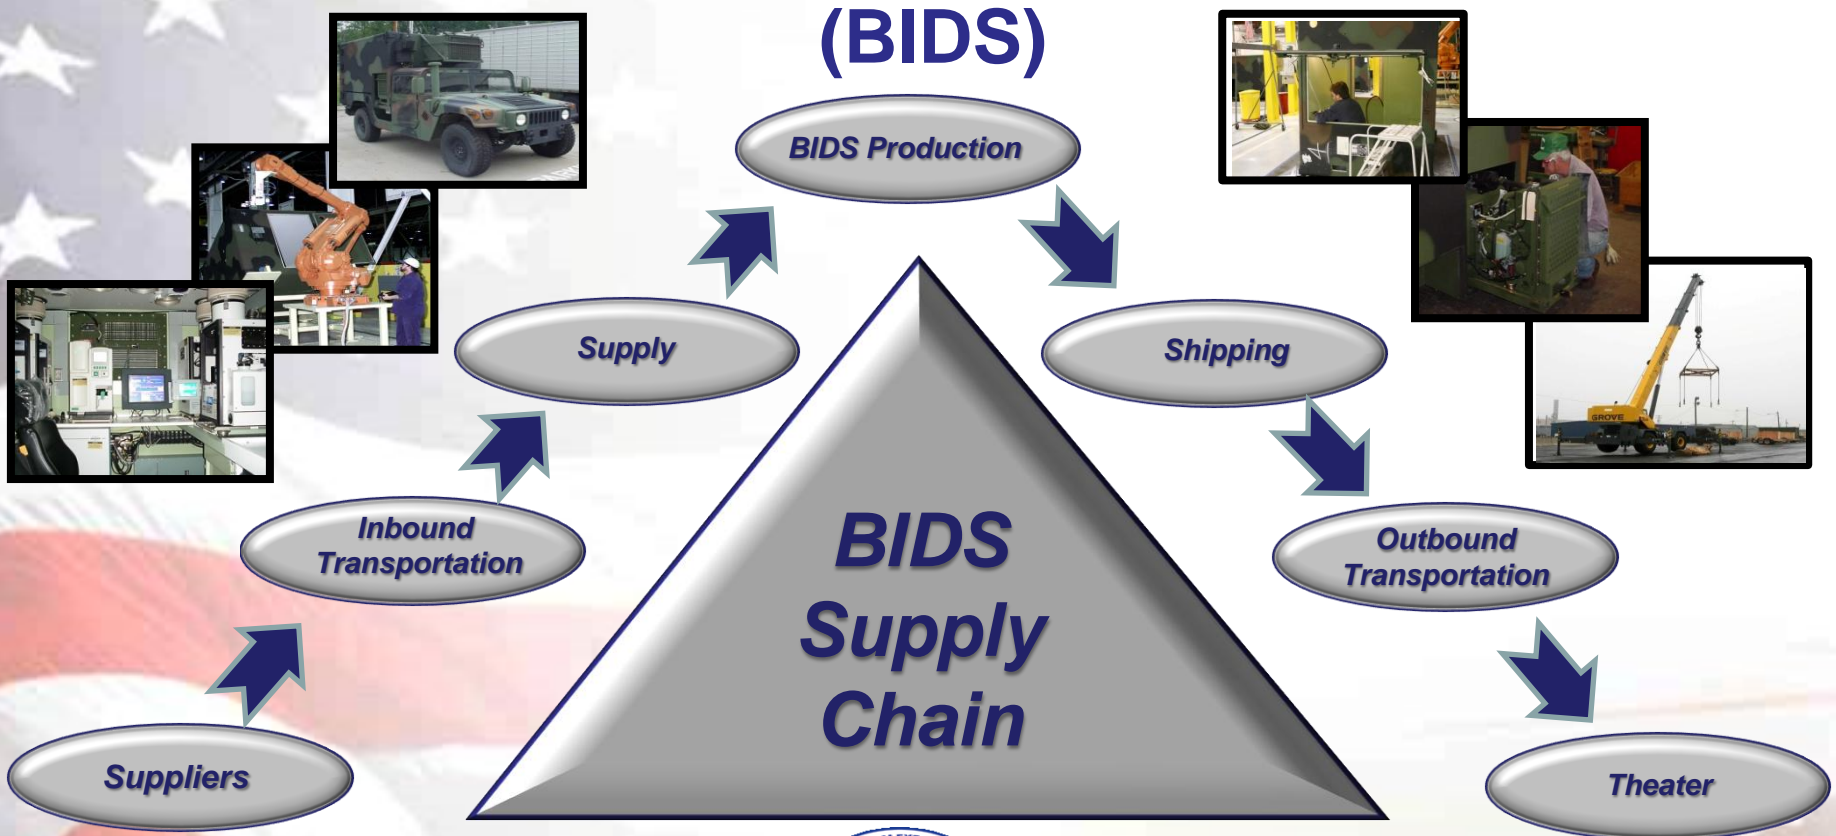 (BIDS)
BIDS Production
Supply
Shipping
Inbound
Transportation
Outbound
Transportation
BIDS
Supply
Chain
Suppliers
Theater
GROVE